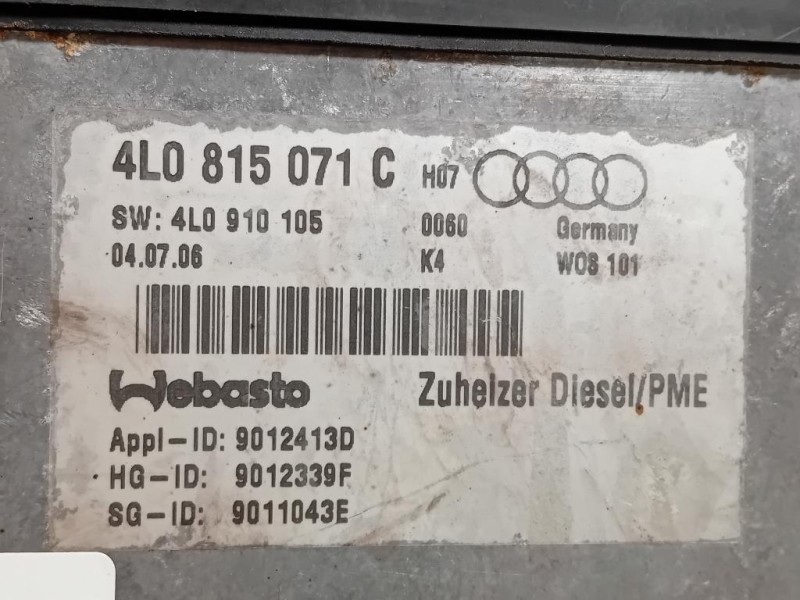 4L0 815 071 C H07
SW: 4L0 910 105 0060 Germany
04.07.06 K4 WO8 101
Webasto Zuheizer Diesel/PME
Appl-ID: 9012413D
HG-ID: 9012339F
SG-ID: 9011043E